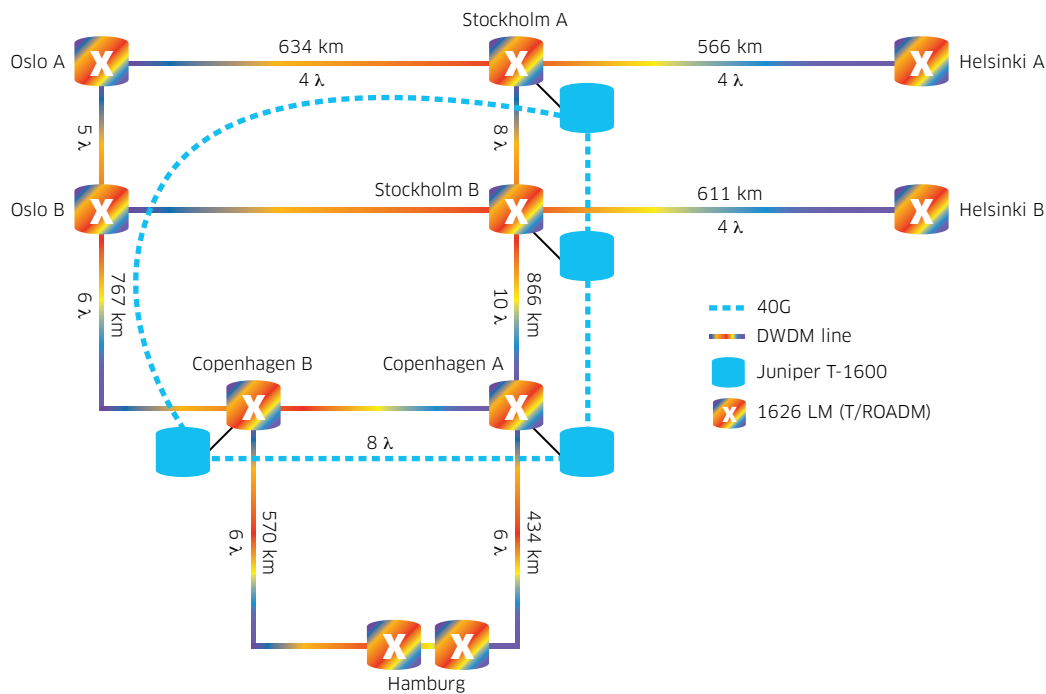 Stockholm A
Oslo A
X
634 km
4 λ
X
566 km
4 λ
X
Helsinki A
5 λ
8 λ
Oslo B
X
Stockholm B
X
611 km
4 λ
X
Helsinki B
767 km
6 λ
866 km
10 λ
40G
DWDM line
Juniper T-1600
X
1626 LM (T/ROADM)
Copenhagen B
X
Copenhagen A
X
8 λ
570 km
6 λ
434 km
6 λ
X
X
Hamburg